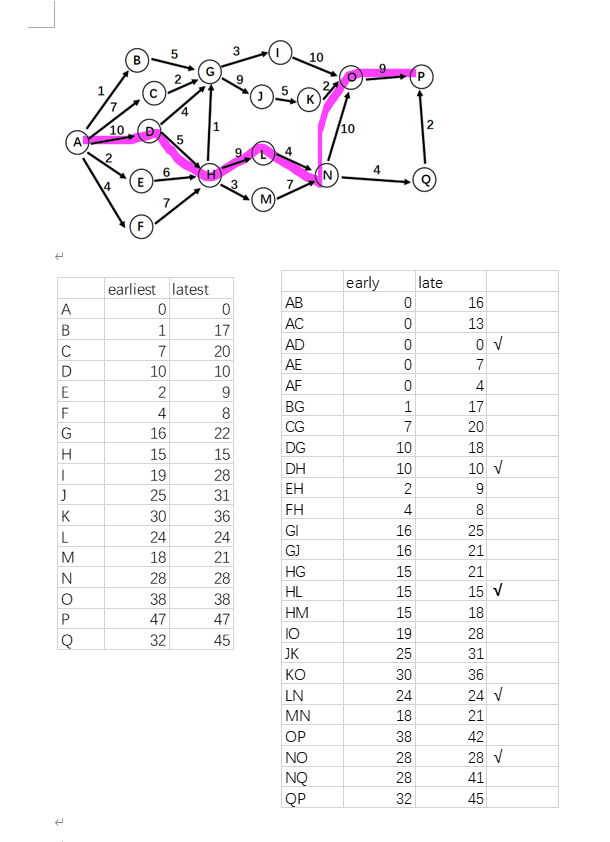 B 5 G 3 I 10 O 9 P
1 C 2 9 J 5 K 2
7 4
A 10 D 5 1 10 2
2 E 6 H 9 L 4 N 4 Q
4 7 3 M 7
F
earliest latest
A 0 0
B 1 17
C 7 20
D 10 10
E 2 9
F 4 8
G 16 22
H 15 15
I 19 28
J 25 31
K 30 36
L 24 24
M 18 21
N 28 28
O 38 38
P 47 47
Q 32 45
early late
AB 0 16
AC 0 13
AD 0 0 √
AE 0 7
AF 0 4
BG 1 17
CG 7 20
DG 10 18
DH 10 10 √
EH 2 9
FH 4 8
GI 16 25
GJ 16 21
HG 15 21
HL 15 15 √
HM 15 18
IO 19 28
JK 25 31
KO 30 36
LN 24 24 √
MN 18 21
OP 38 42
NO 28 28 √
NQ 28 41
QP 32 45